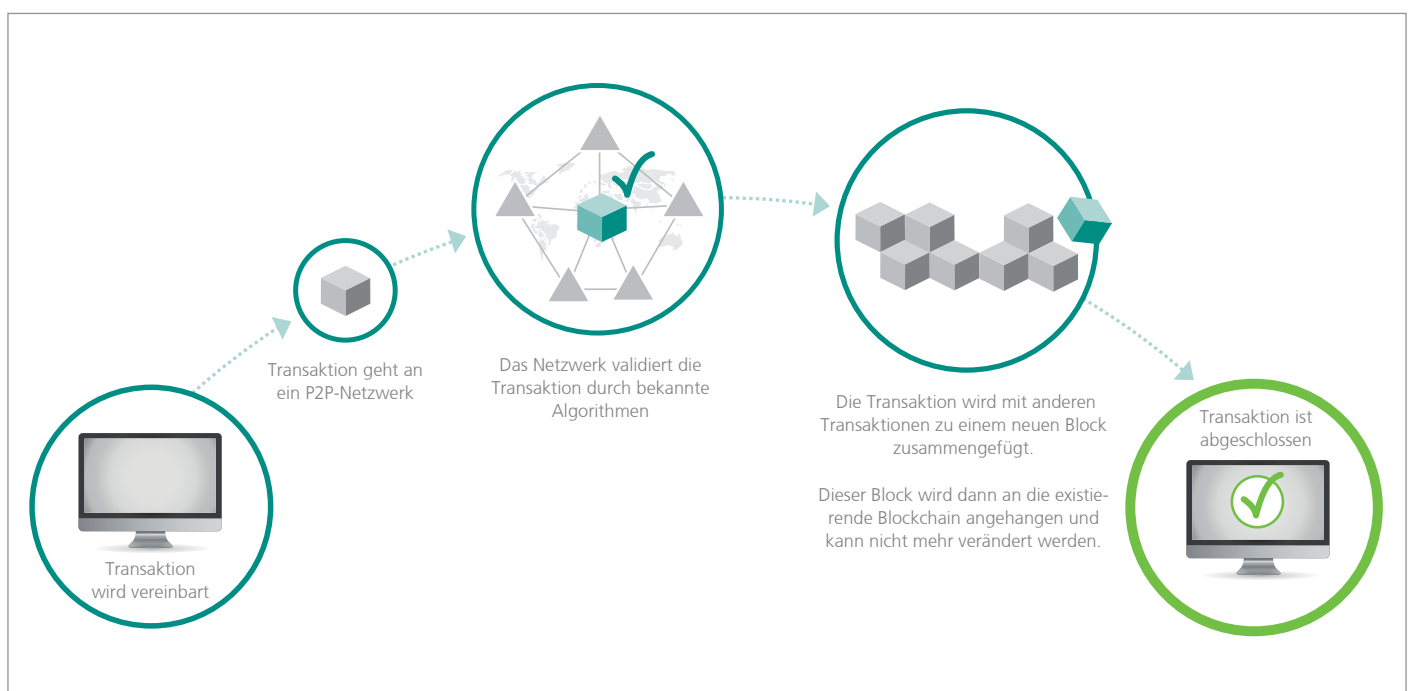 Transaktion
wird vereinbart
Transaktion geht an
ein P2P-Netzwerk
Das Netzwerk validiert die
Transaktion durch bekannte
Algorithmen
Die Transaktion wird mit anderen
Transaktionen zu einem neuen Block
zusammengefügt.
Dieser Block wird dann an die existie-
rende Blockchain angehangen und
kann nicht mehr verändert werden.
Transaktion ist
abgeschlossen